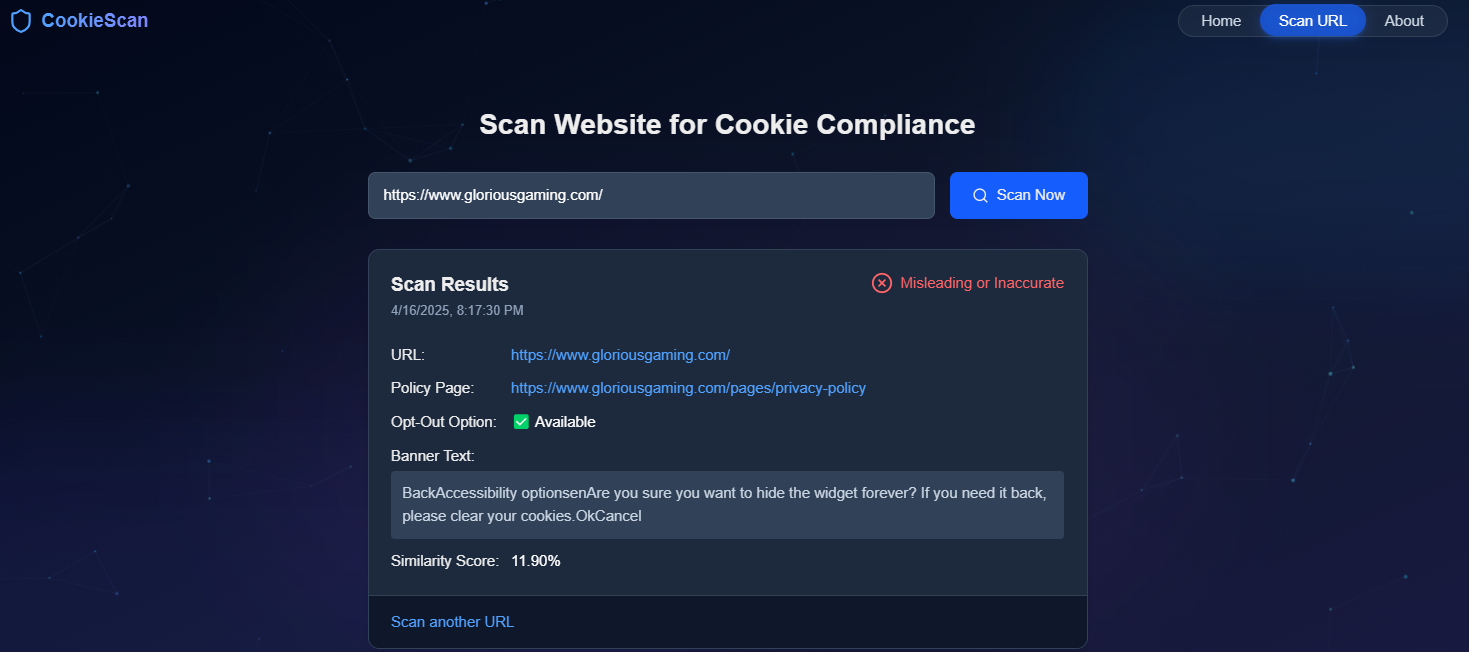 CookieScan
Home
Scan URL
About
Scan Website for Cookie Compliance
https://www.gloriousgaming.com/
Scan Now
Scan Results
Misleading or Inaccurate
4/16/2025, 8:17:30 PM
URL: https://www.gloriousgaming.com/
Policy Page: https://www.gloriousgaming.com/pages/privacy-policy
Opt-Out Option: ✅ Available
Banner Text:
BackAccessibility optionsenAre you sure you want to hide the widget forever? If you need it back,
please clear your cookies.OkCancel
Similarity Score: 11.90%
Scan another URL